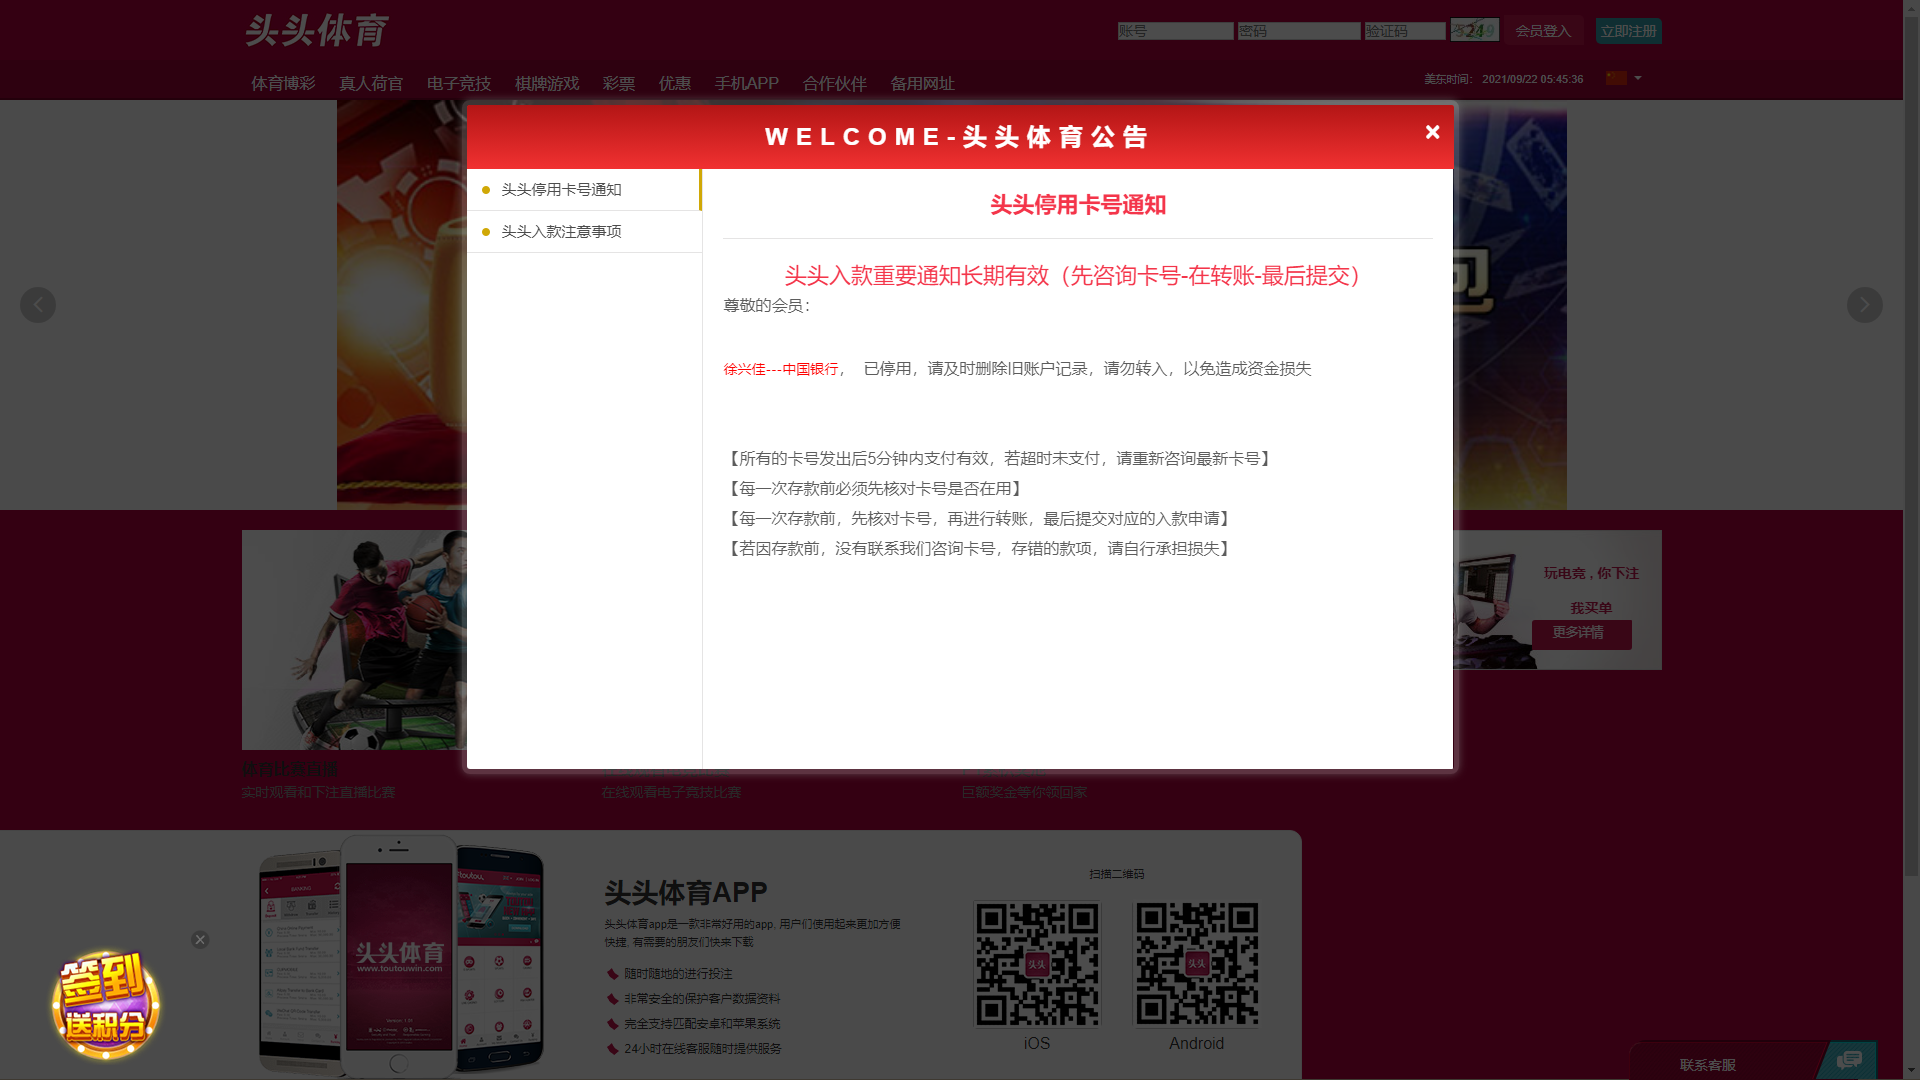 头头体育
账号
密码
验证码
会员登入
立即注册
体育博彩
真人荷官
电子竞技
棋牌游戏
彩票
优惠
手机APP
合作伙伴
备用网址
美东时间： 2021/09/22 05:45:36
WELCOME-头头体育公告
头头停用卡号通知
头头入款注意事项
头头停用卡号通知
头头入款重要通知长期有效（先咨询卡号-在转账-最后提交）
尊敬的会员：
徐兴佳---中国银行， 已停用，请及时删除旧账户记录，请勿转入，以免造成资金损失
【所有的卡号发出后5分钟内支付有效，若超时未支付，请重新咨询最新卡号】
【每一次存款前必须先核对卡号是否在用】
【每一次存款前，先核对卡号，再进行转账，最后提交对应的入款申请】
【若因存款前，没有联系我们咨询卡号，存错的款项，请自行承担损失】
包
玩电竞，你下注
我买单
更多详情
实时观看和下注直播比赛
在线观看电子竞技比赛
巨额奖金等你领回家
头头体育
www.toutouwin.com
toutou
头头体育APP
头头体育app是一款非常好用的app, 用户们使用起来更加方便
快捷, 有需要的朋友们快来下载
随时随地的进行投注
非常安全的保护客户数据资料
完全支持匹配安卓和苹果系统
24小时在线客服随时提供服务
扫描二维码
头头
头头
iOS
Android
签到
送积分
联系客服